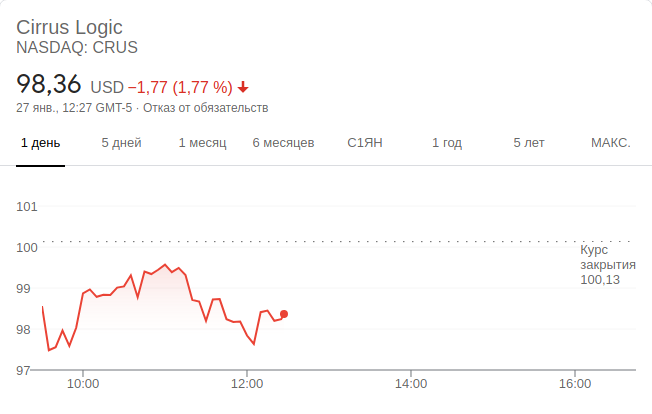 Cirrus Logic
NASDAQ: CRUS
98,36 USD −1,77 (1,77 %)
27 янв., 12:27 GMT-5 · Отказ от обязательств
1 день 5 дней 1 месяц 6 месяцев С1ЯН 1 год 5 лет МАКС.
101
100
Курс
закрытия
100,13
99
98
97
10:00 12:00 14:00 16:00